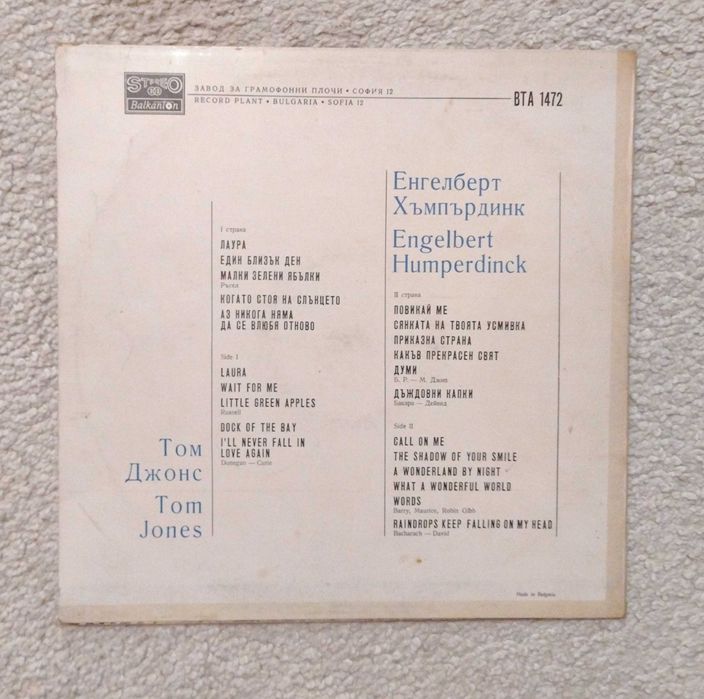 STEREO
Balkanton
ЗАВОД ЗА ГРАМОФОННИ ПЛОЧИ • СОФИЯ 12
RECORD PLANT • BULGARIA • SOFIA 12
ВТА 1472
I страна
ЛАУРА
ЕДИН БЛИЗЪК ДЕН
МАЛКИ ЗЕЛЕНИ ЯБЪЛКИ
Ръсел
КОГАТО СТОЯ НА СЛЪНЦЕТО
АЗ НИКОГА НЯМА
ДА СЕ ВЛЮБЯ ОТНОВО
Side I
LAURA
WAIT FOR ME
LITTLE GREEN APPLES
Russell
DOCK OF THE BAY
I'LL NEVER FALL IN
LOVE AGAIN
Donegan — Currie
Том
Джонс
Tom
Jones
Енгелберт
Хъмпърдинк
Engelbert
Humperdinck
II страна
ПОВИКАЙ МЕ
СЯНКАТА НА ТВОЯТА УСМИВКА
ПРИКАЗНА СТРАНА
КАКЪВ ПРЕКРАСЕН СВЯТ
ДУМИ
Б. Р. — М. Джип
ДЪЖДОВНИ КАПКИ
Бакара — Дейвид
Side II
CALL ON ME
THE SHADOW OF YOUR SMILE
A WONDERLAND BY NIGHT
WHAT A WONDERFUL WORLD
WORDS
Barry, Maurice, Robin Gibb
RAINDROPS KEEP FALLING ON MY HEAD
Bacharach — David
Made in Bulgaria